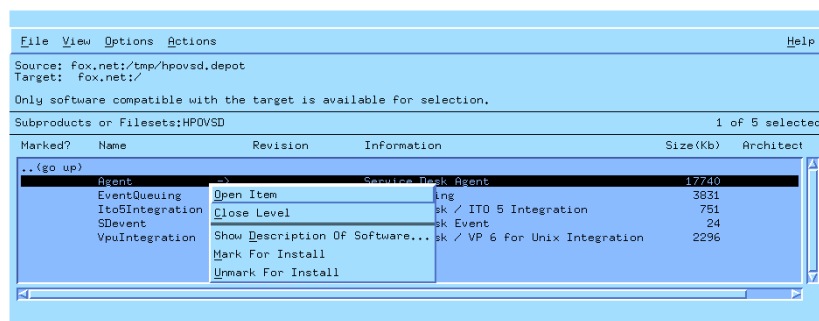 File View Options Actions Help
Source: fox.net:/tmp/hpovsd.depot
Target: fox.net:/
Only software compatible with the target is available for selection.
Subproducts or Filesets:HPOVSD 1 of 5 selected
Marked? Name Revision Information Size(Kb) Architect
..(go up)
Agent -> Service Desk Agent 17740
EventQueuing ing 3831
Ito5Integration sk / ITO 5 Integration 751
SDevent sk Event 24
VpuIntegration sk / VP 6 for Unix Integration 2296
Open Item
Close Level
Show Description Of Software...
Mark For Install
Unmark For Install